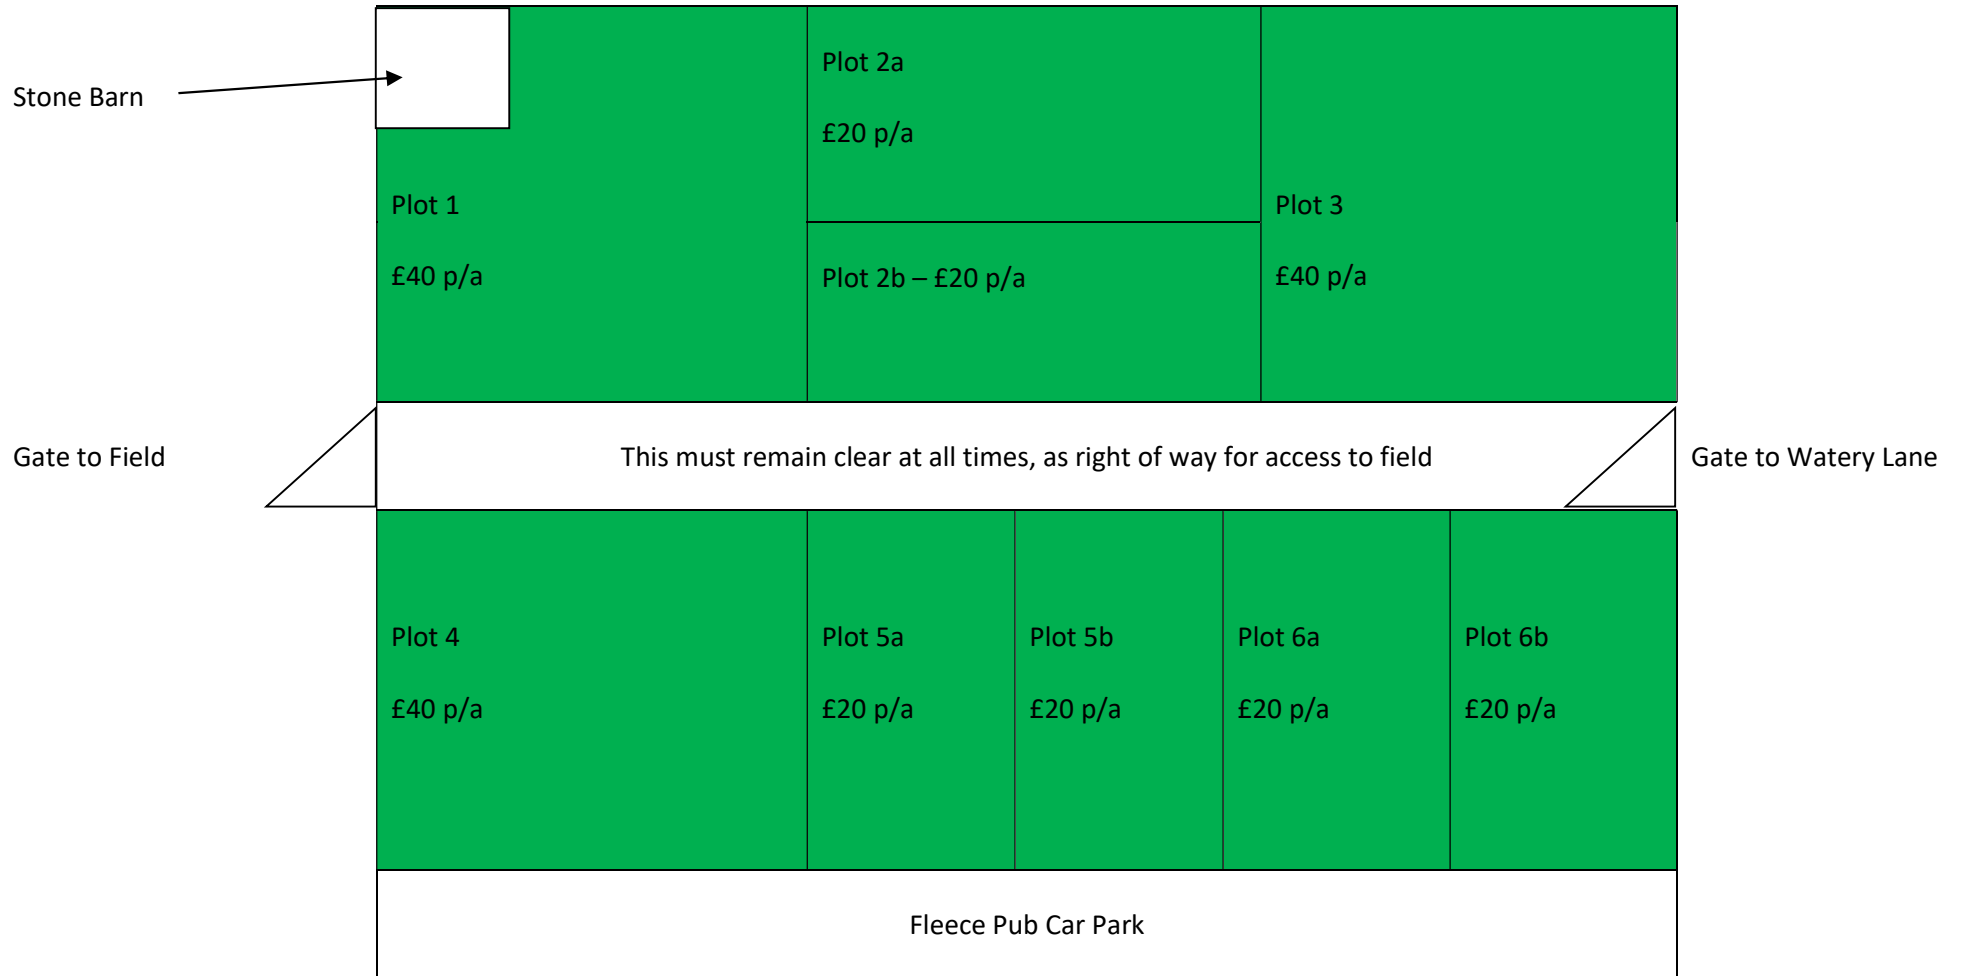 Stone Barn
Plot 1
£40 p/a
Plot 2a
£20 p/a
Plot 2b – £20 p/a
Plot 3
£40 p/a
Gate to Field
This must remain clear at all times, as right of way for access to field
Gate to Watery Lane
Plot 4
£40 p/a
Plot 5a
£20 p/a
Plot 5b
£20 p/a
Plot 6a
£20 p/a
Plot 6b
£20 p/a
Fleece Pub Car Park